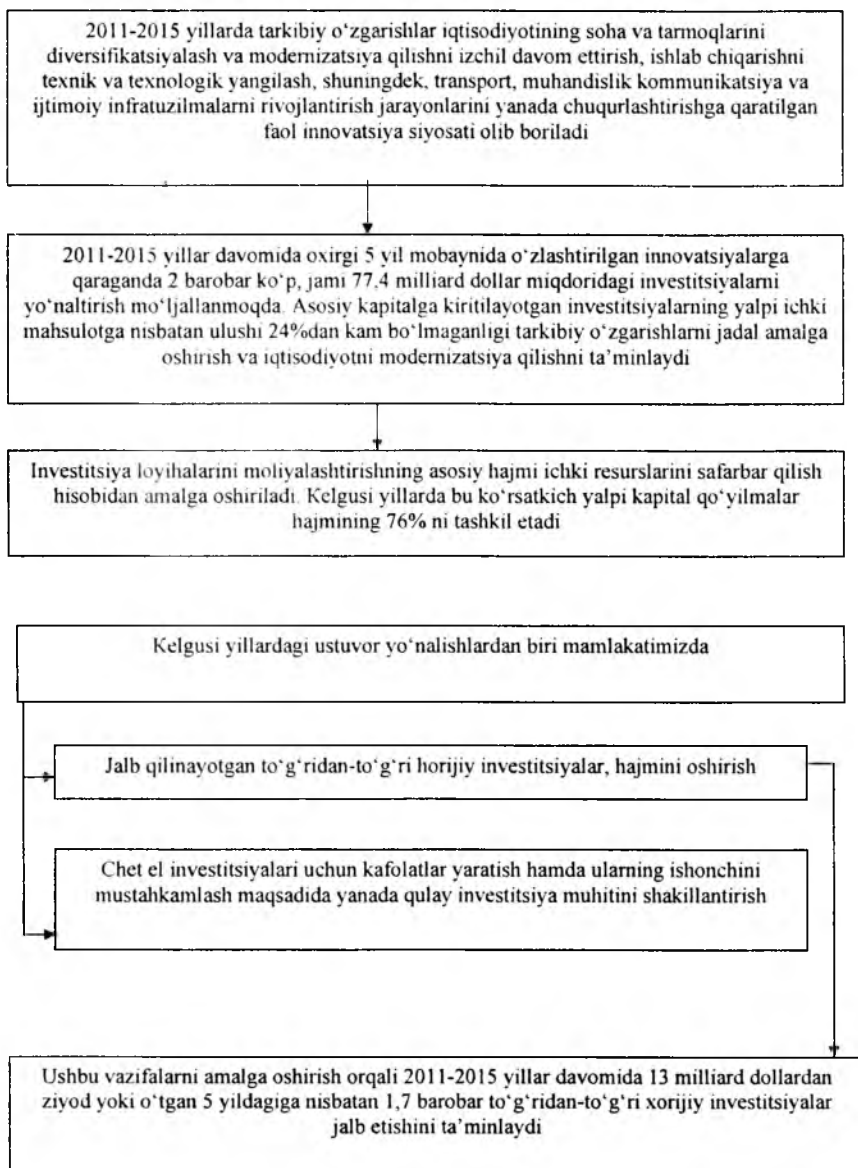 2011-2015 yillarda tarkibiy o‘zgarishlar iqtisodiyotining soha va tarmoqlarini
diversifikatsiyalash va modernizatsiya qilishni izchil davom ettirish, ishlab chiqarishni
texnik va texnologik yangilash, shuningdek, transport, muhandislik kommunikatsiya va
ijtimoiy infratuzilmalarni rivojlantirish jarayonlarini yanada chuqurlashtirishga qaratilgan
faol innovatsiya siyosati olib boriladi
2011-2015 yillar davomida oxirgi 5 yil mobaynida o‘zlashtirilgan innovatsiyalarga
qaraganda 2 barobar ko‘p, jami 77,4 milliard dollar miqdoridagi investitsiyalarni
yo‘naltirish mo‘ljallanmoqda. Asosiy kapitalga kiritilayotgan investitsiyalarning yalpi ichki
mahsulotga nisbatan ulushi 24%dan kam bo‘lmaganligi tarkibiy o‘zgarishlarni jadal amalga
oshirish va iqtisodiyotni modernizatsiya qilishni ta’minlaydi
Investitsiya loyihalarini moliyalashtirishning asosiy hajmi ichki resurslarini safarbar qilish
hisobidan amalga oshiriladi. Kelgusi yillarda bu ko‘rsatkich yalpi kapital qo‘yilmalar
hajmining 76% ni tashkil etadi
Kelgusi yillardagi ustuvor yo‘nalishlardan biri mamlakatimizda
Jalb qilinayotgan to‘g‘ridan-to‘g‘ri horijiy investitsiyalar, hajmini oshirish
Chet el investitsiyalari uchun kafolatlar yaratish hamda ularning ishonchini
mustahkamlash maqsadida yanada qulay investitsiya muhitini shakillantirish
Ushbu vazifalarni amalga oshirish orqali 2011-2015 yillar davomida 13 milliard dollardan
ziyod yoki o‘tgan 5 yildagiga nisbatan 1,7 barobar to‘g‘ridan-to‘g‘ri xorijiy investitsiyalar
jalb etishini ta’minlaydi